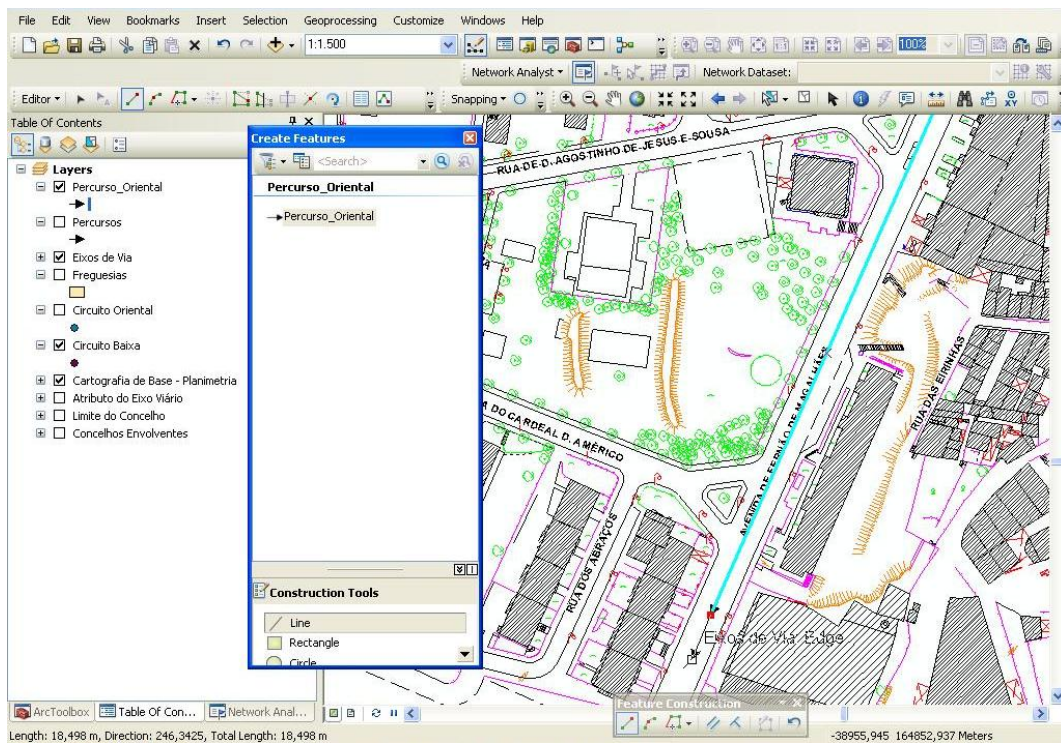 File Edit View Bookmarks Insert Selection Geoprocessing Customize Windows Help
1:1.500
100%
Network Analyst
Network Dataset:
Editor
Snapping
Table Of Contents
Layers
Percurso_Oriental
Percursos
Eixos de Via
Freguesias
Circuito Oriental
Circuito Baixa
Cartografia de Base - Planimetria
Atributo do Eixo Viário
Limite do Concelho
Concelhos Envolventes
Create Features
<Search>
Percurso_Oriental
Percurso_Oriental
Construction Tools
Line
Rectangle
Circle
RUA DE D. AGOSTINHO DE JESUS E SOUSA
DO CARDEAL D. AMÉRICO
AVENIDA DE FERNÃO DE MAGALHÃES
RUA DAS EIRINHAS
RUA DOS ABRAÇOS
Eixos de Via: Edge
Feature Construction
ArcToolbox
Table Of Con...
Network Anal...
Length: 18,498 m, Direction: 246,3425, Total Length: 18,498 m
-38955,945 164852,937 Meters